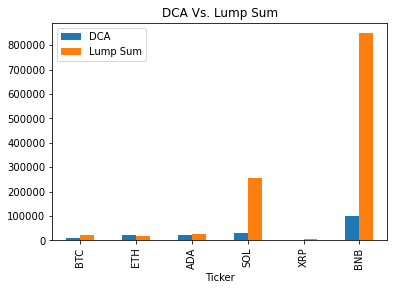 DCA Vs. Lump Sum
DCA
Lump Sum
800000
700000
600000
500000
400000
300000
200000
100000
0
BTC
ETH
ADA
SOL
XRP
BNB
Ticker